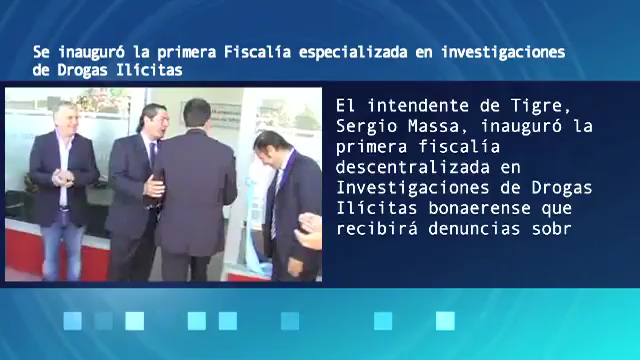 Se inauguró la primera Fiscalía especializada en investigaciones
de Drogas Ilícitas
El intendente de Tigre,
Sergio Massa, inauguró la
primera fiscalía
descentralizada en
Investigaciones de Drogas
Ilícitas bonaerense que
recibirá denuncias sobr